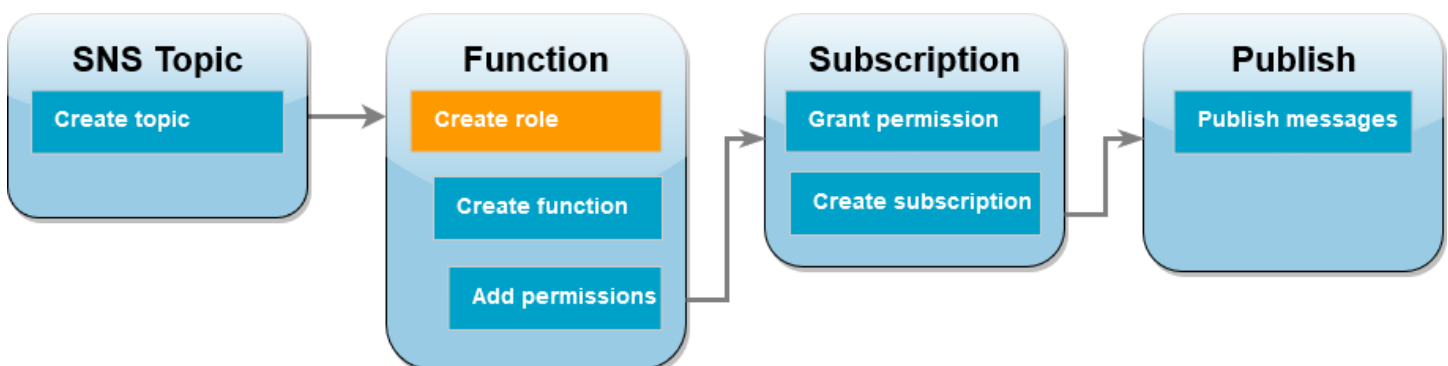 SNS Topic
Create topic
Function
Create role
Create function
Add permissions
Subscription
Grant permission
Create subscription
Publish
Publish messages